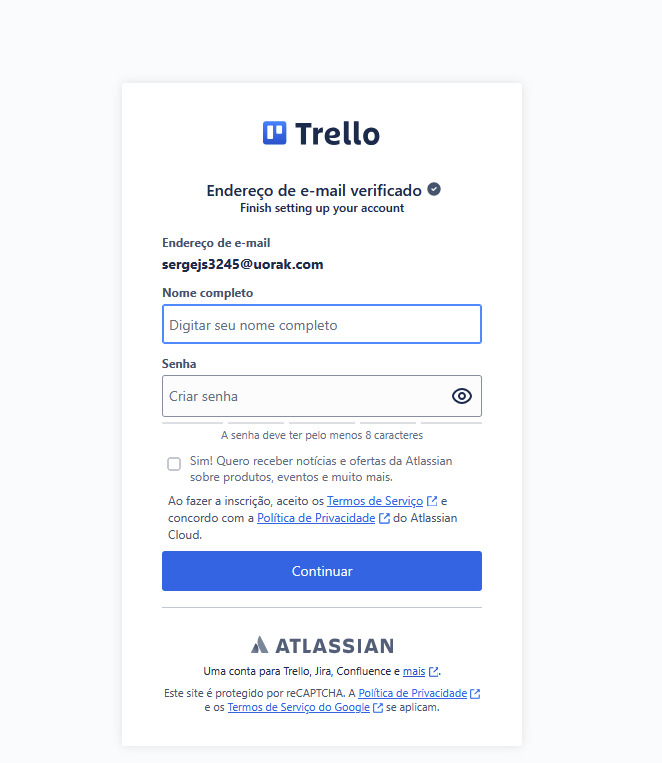 Trello
Endereço de e-mail verificado
Finish setting up your account
Endereço de e-mail
sergejs3245@uorak.com
Nome completo
Digitar seu nome completo
Senha
Criar senha
A senha deve ter pelo menos 8 caracteres
Sim! Quero receber notícias e ofertas da Atlassian
sobre produtos, eventos e muito mais.
Ao fazer a inscrição, aceito os Termos de Serviço e
concordo com a Política de Privacidade do Atlassian
Cloud.
Continuar
ATLASSIAN
Uma conta para Trello, Jira, Confluence e mais.
Este site é protegido por reCAPTCHA. A Política de Privacidade
e os Termos de Serviço do Google se aplicam.